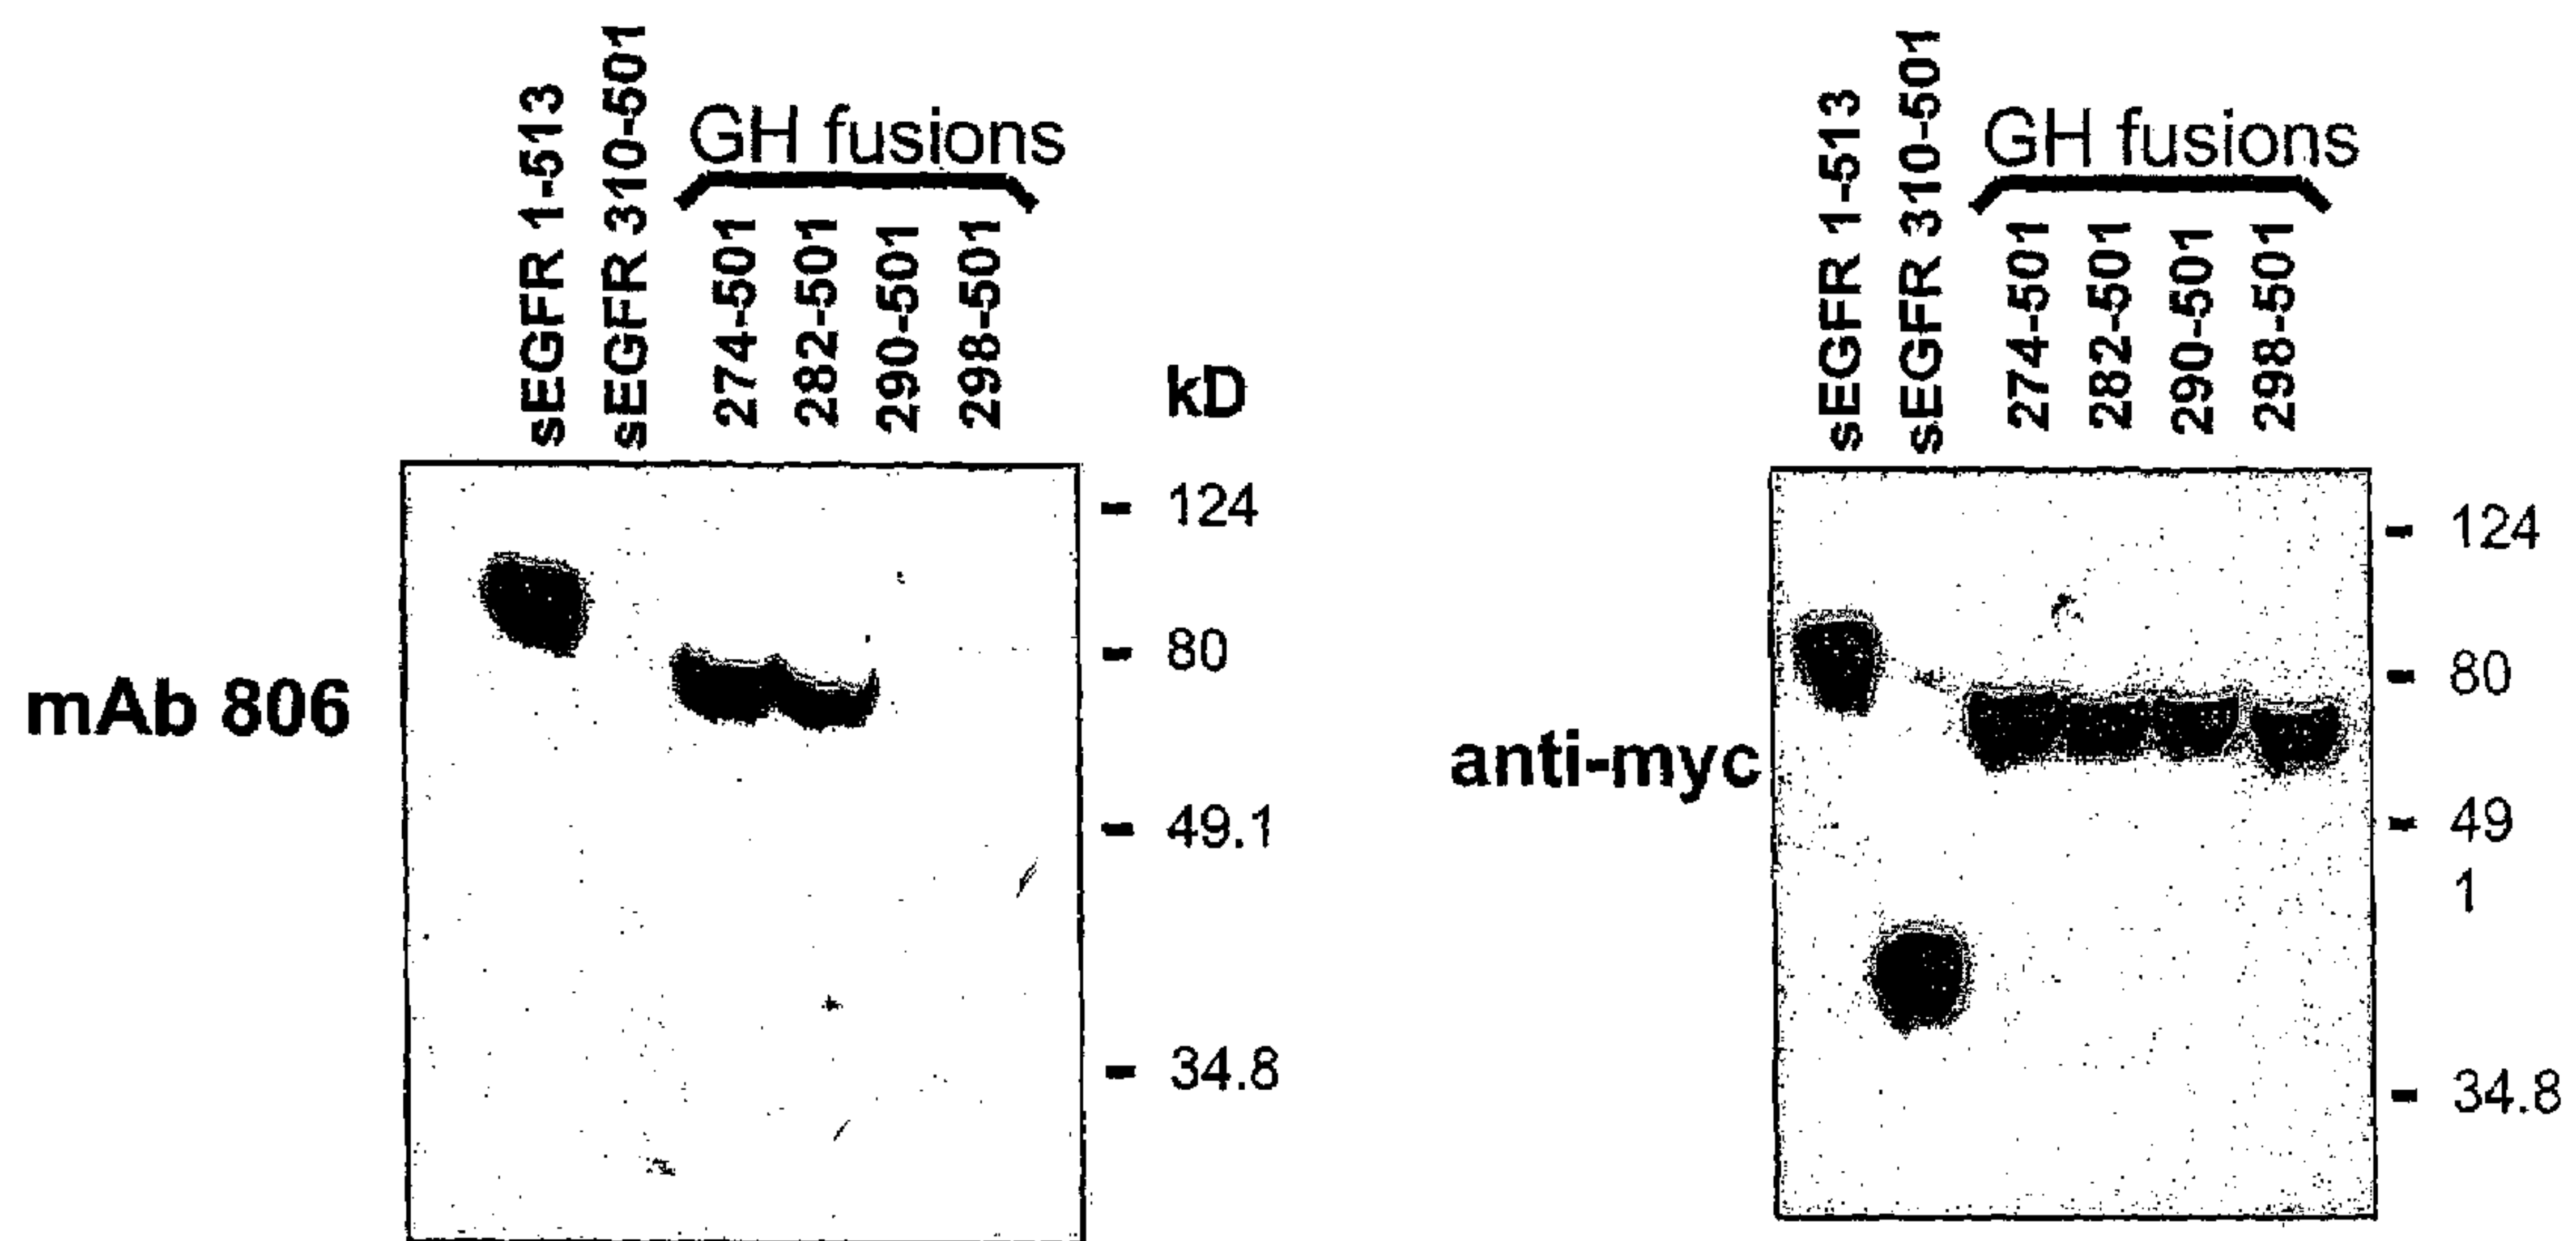 sEGFR 1-513
sEGFR 310-501
GH fusions
274-501
282-501
290-501
298-501
kD
124
80
49.1
34.8
mAb 806
sEGFR 1-513
sEGFR 310-501
GH fusions
274-501
282-501
290-501
298-501
124
80
49
1
34.8
anti-myc